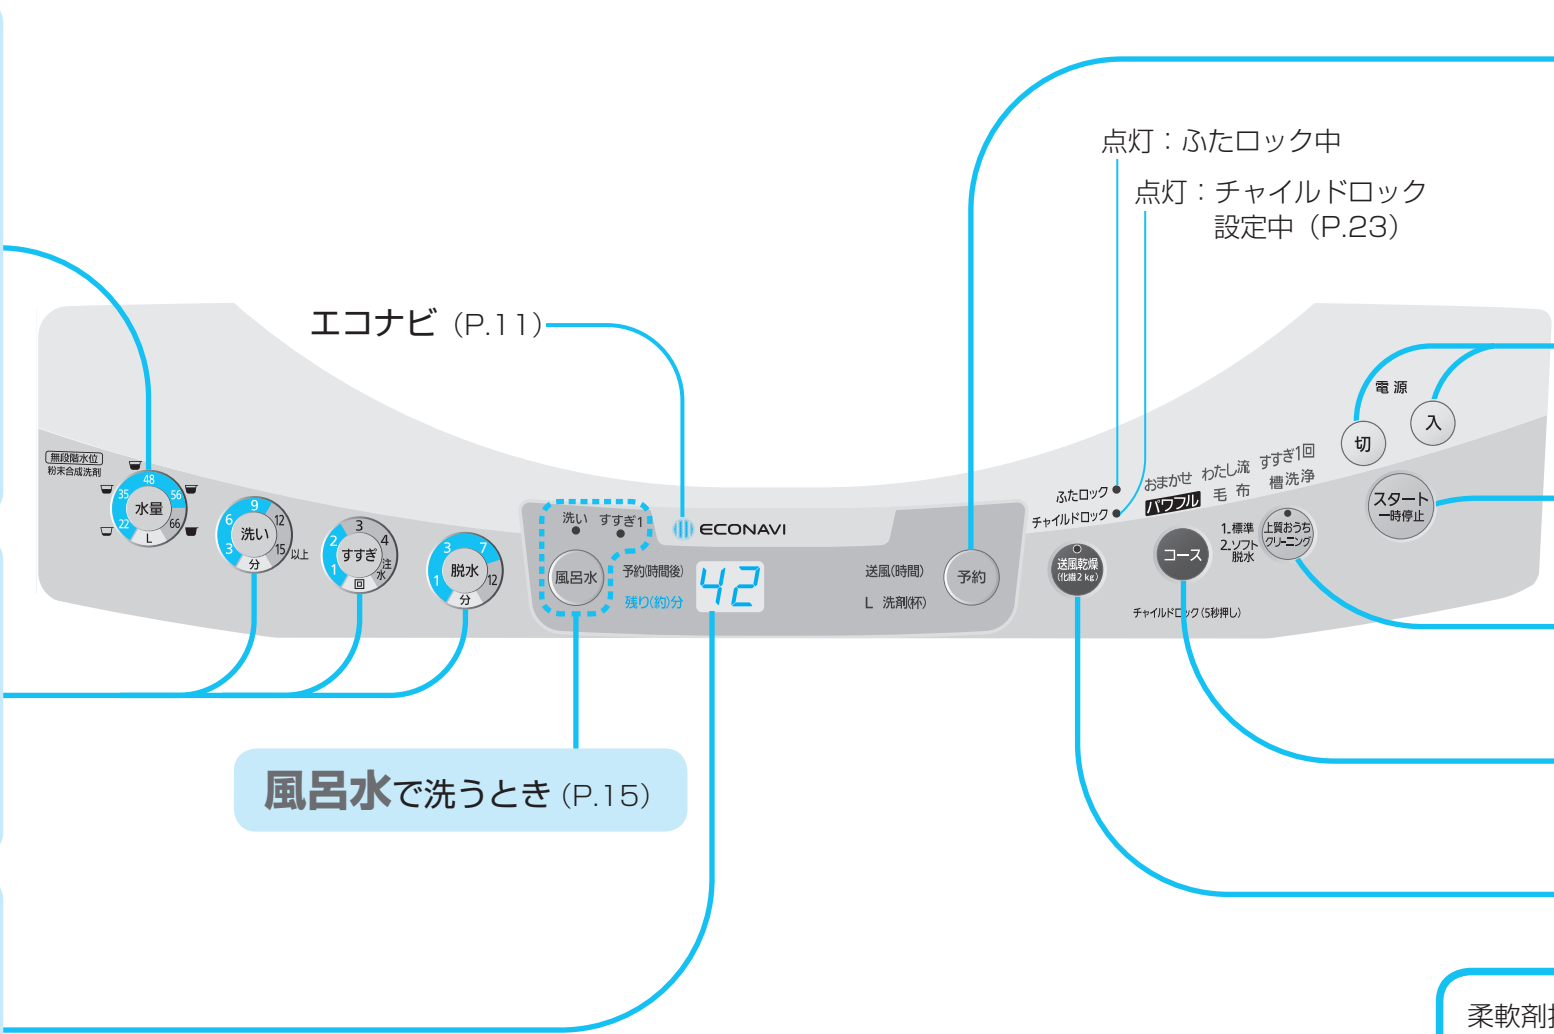 点灯：ふたロック中
点灯：チャイルドロック
設定中（P.23）
エコナビ（P.11）
電源
切
入
無段階水位
粉末合成洗剤
22
35
48
56
66
L
水量
3
6
9
12
15
以上
分
洗い
1
2
3
4
注水
回
すすぎ
1
3
7
12
分
脱水
洗い
すすぎ1
風呂水
ECONAVI
予約(時間後)
残り(約)分
42
送風(時間)
L 洗剤(杯)
予約
ふたロック
チャイルドロック
おまかせ
わたし流
すすぎ1回
パワフル
毛布
槽洗浄
送風乾燥
(化繊2kg)
コース
1.標準
2.ソフト
脱水
上質おうち
クリーニング
スタート
一時停止
チャイルドロック(5秒押し)
風呂水で洗うとき（P.15）
柔軟剤